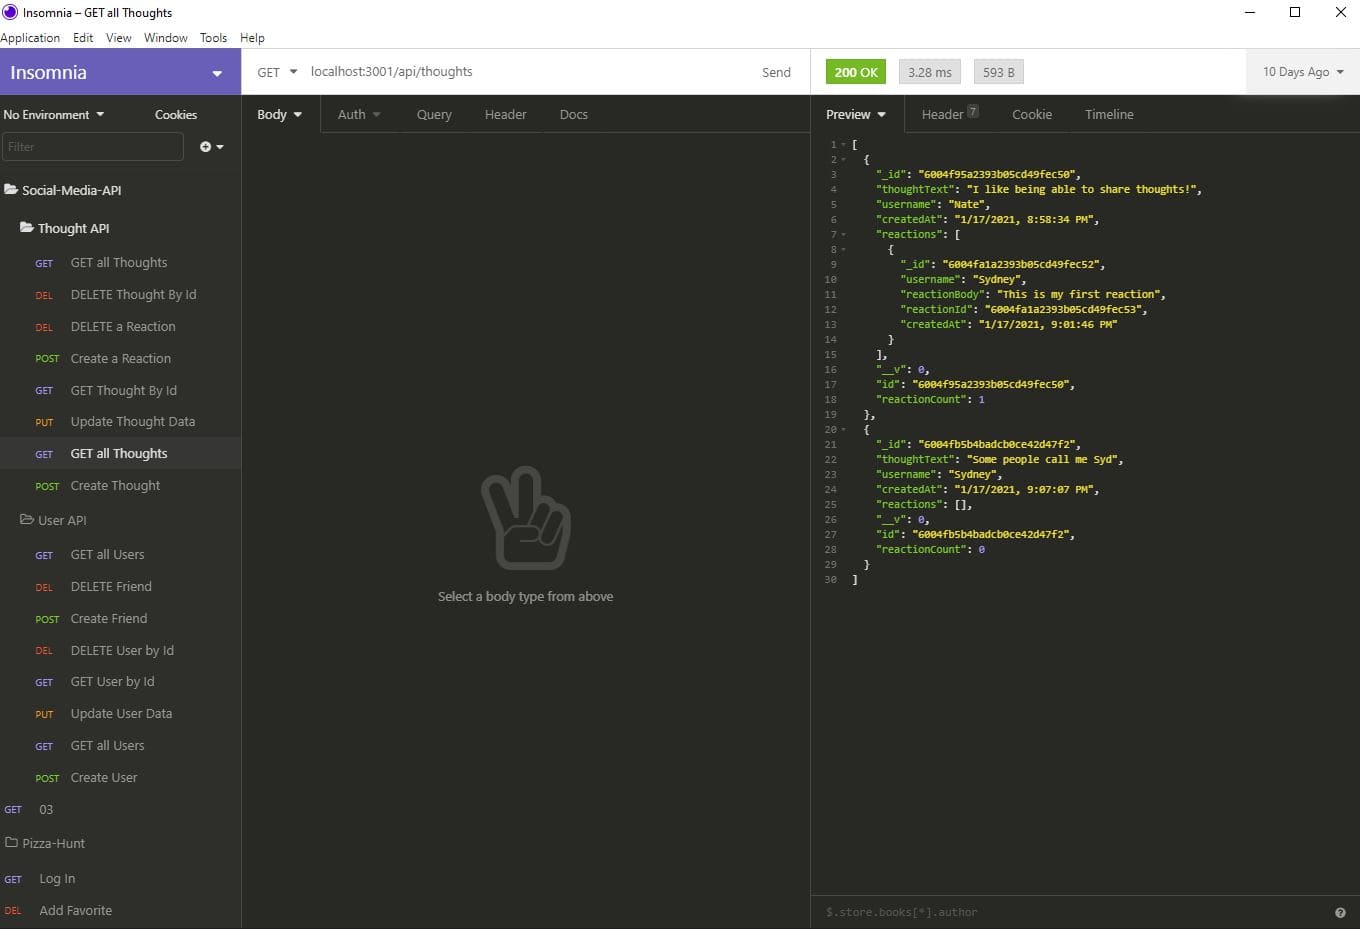 Insomnia – GET all Thoughts
Application Edit View Window Tools Help
Insomnia
GET localhost:3001/api/thoughts Send
200 OK 3.28 ms 593 B 10 Days Ago
No Environment Cookies
Filter
Social-Media-API
Thought API
GET GET all Thoughts
DEL DELETE Thought By Id
DEL DELETE a Reaction
POST Create a Reaction
GET GET Thought By Id
PUT Update Thought Data
GET GET all Thoughts
POST Create Thought
User API
GET GET all Users
DEL DELETE Friend
POST Create Friend
DEL DELETE User by Id
GET GET User by Id
PUT Update User Data
GET GET all Users
POST Create User
GET 03
Pizza-Hunt
GET Log In
DEL Add Favorite
Body Auth Query Header Docs
Select a body type from above
Preview Header 7 Cookie Timeline
1 [
2 {
3 "_id": "6004f95a2393b05cd49fec50",
4 "thoughtText": "I like being able to share thoughts!",
5 "username": "Nate",
6 "createdAt": "1/17/2021, 8:58:34 PM",
7 "reactions": [
8 {
9 "_id": "6004fa1a2393b05cd49fec52",
10 "username": "Sydney",
11 "reactionBody": "This is my first reaction",
12 "reactionId": "6004fa1a2393b05cd49fec53",
13 "createdAt": "1/17/2021, 9:01:46 PM"
14 }
15 ],
16 "__v": 0,
17 "id": "6004f95a2393b05cd49fec50",
18 "reactionCount": 1
19 },
20 {
21 "_id": "6004fb5b4badcb0ce42d47f2",
22 "thoughtText": "Some people call me Syd",
23 "username": "Sydney",
24 "createdAt": "1/17/2021, 9:07:07 PM",
25 "reactions": [],
26 "__v": 0,
27 "id": "6004fb5b4badcb0ce42d47f2",
28 "reactionCount": 0
29 }
30 ]
$.store.books[*].author